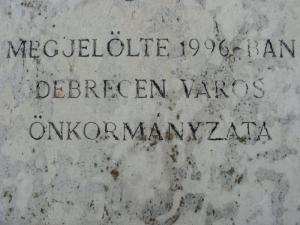 MEGJELÖLTE 1996-BAN
DEBRECEN VÁROS
ÖNKORMÁNYZATA